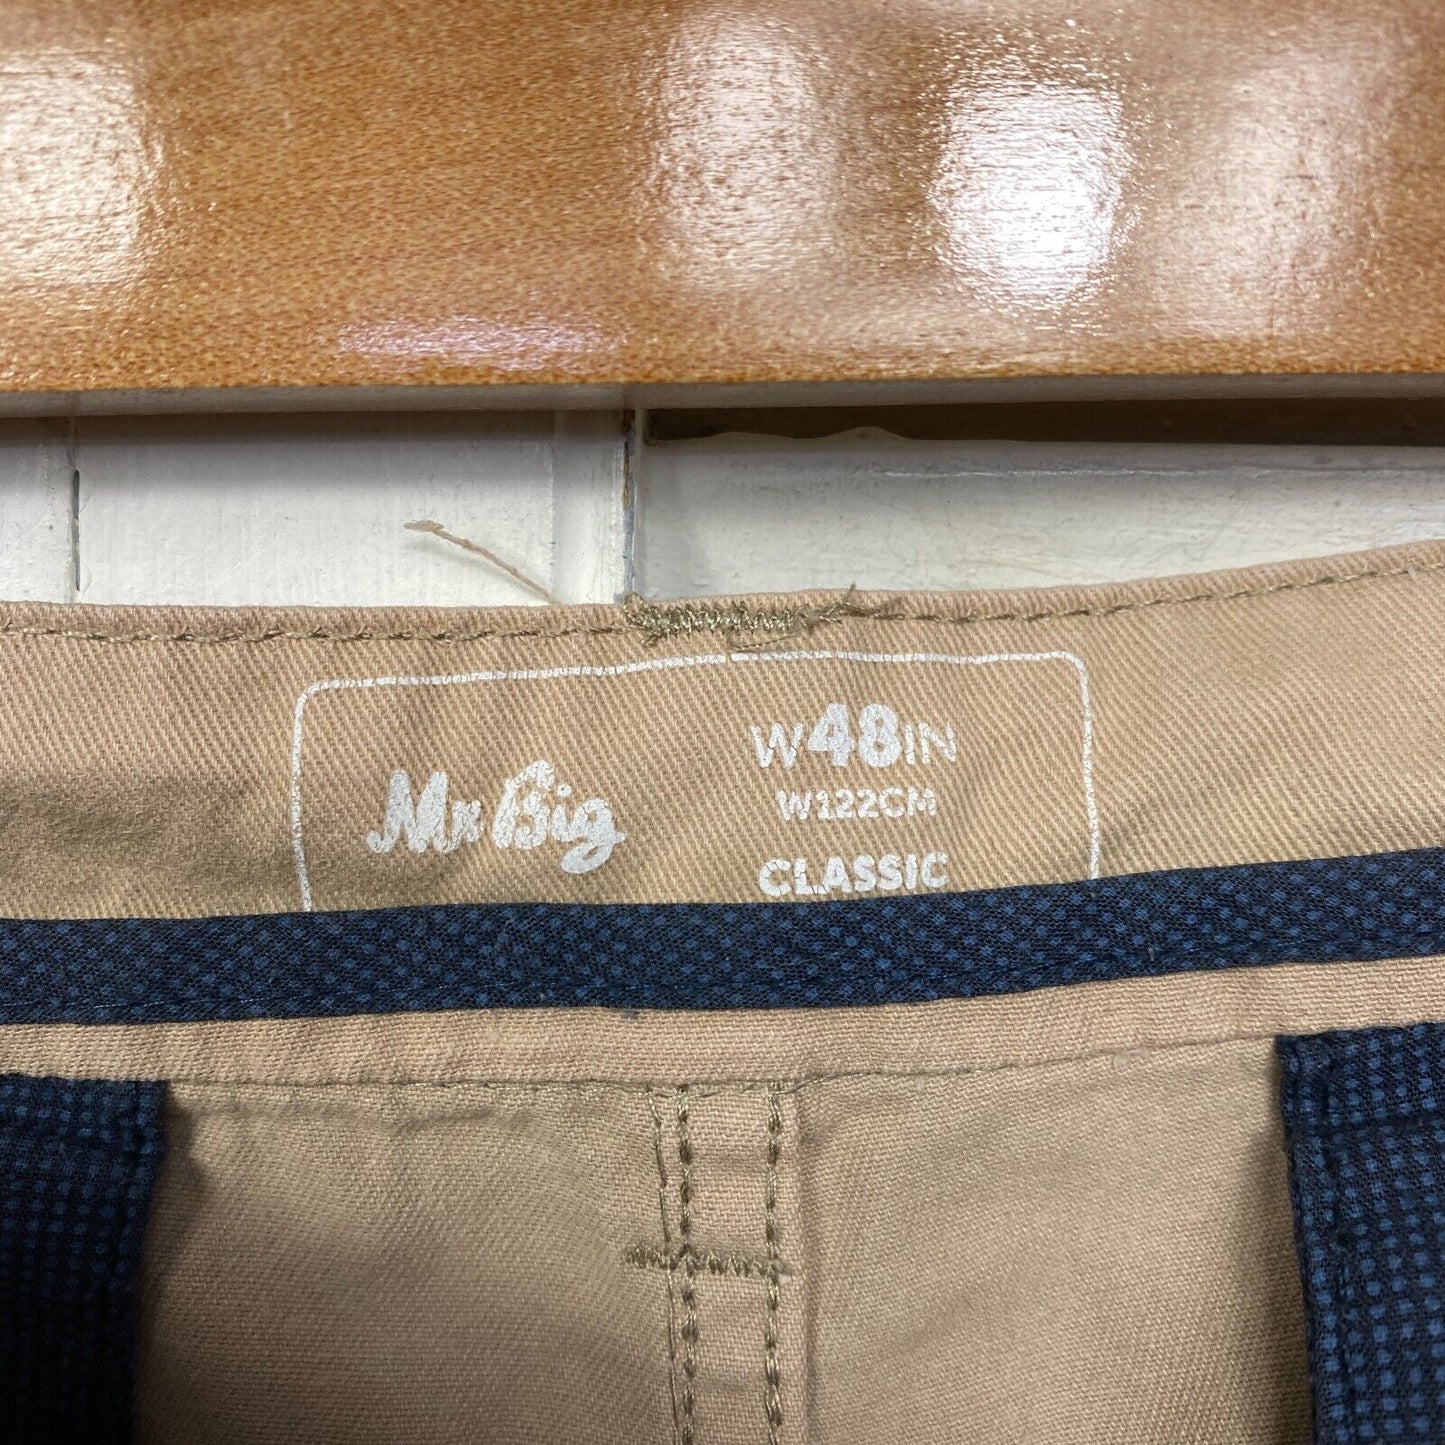 Mr Big
W48IN
W122CM
CLASSIC